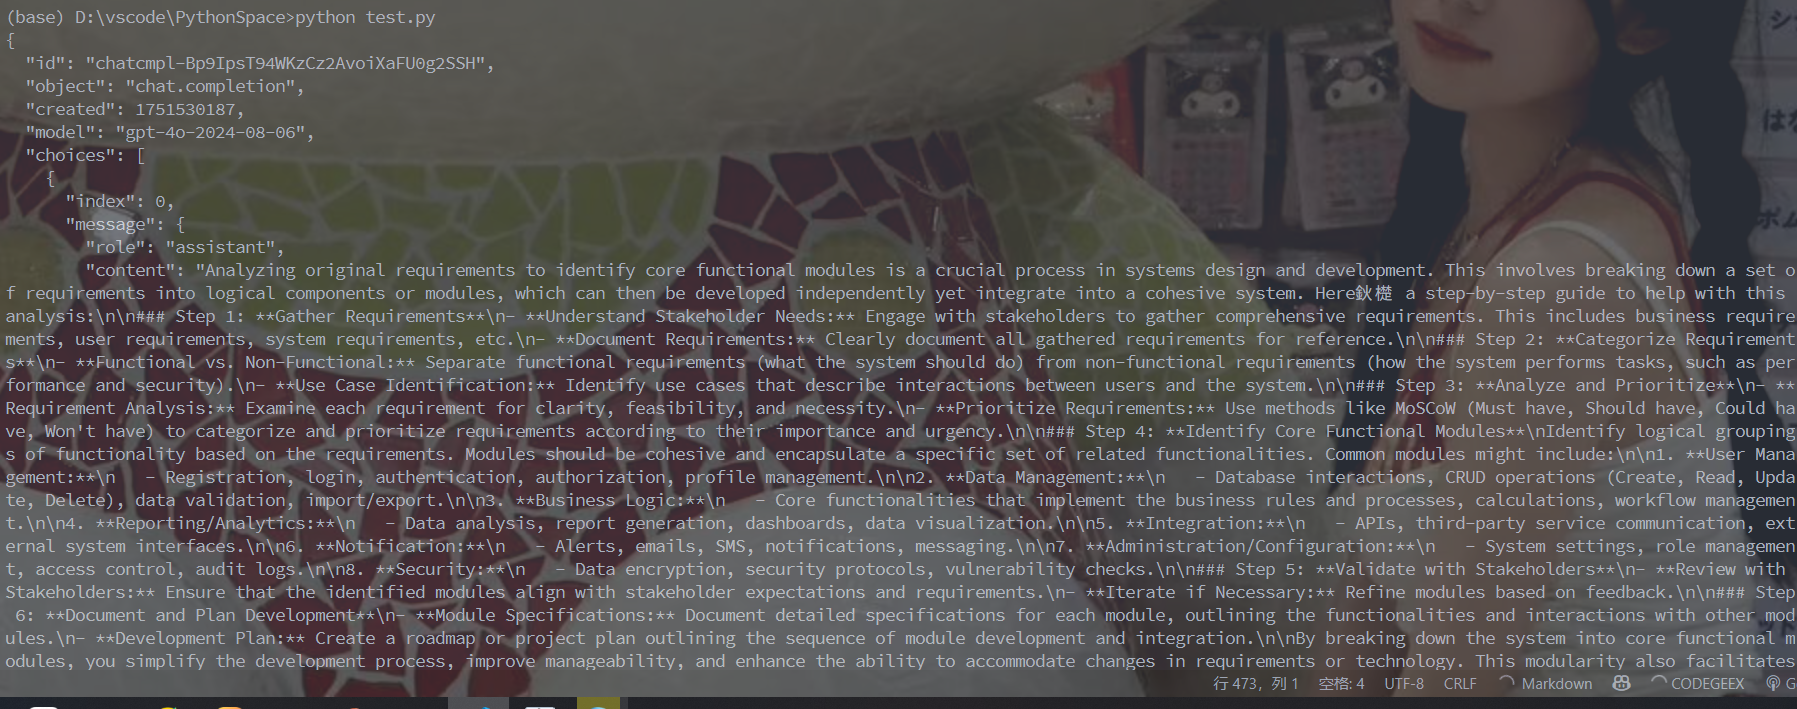 (base) D:\vscode\PythonSpace>python test.py
{
  "id": "chatcmpl-Bp9IpsT94WKzCz2AvoiXaFU0g2SSH",
  "object": "chat.completion",
  "created": 1751530187,
  "model": "gpt-4o-2024-08-06",
  "choices": [
    {
      "index": 0,
      "message": {
        "role": "assistant",
        "content": "Analyzing original requirements to identify core functional modules is a crucial process in systems design and development. This involves breaking down a set o
f requirements into logical components or modules, which can then be developed independently yet integrate into a cohesive system. Here鈥檚 a step-by-step guide to help with this
analysis:\n\n### Step 1: **Gather Requirements**\n- **Understand Stakeholder Needs:** Engage with stakeholders to gather comprehensive requirements. This includes business require
ments, user requirements, system requirements, etc.\n- **Document Requirements:** Clearly document all gathered requirements for reference.\n\n### Step 2: **Categorize Requirement
s**\n- **Functional vs. Non-Functional:** Separate functional requirements (what the system should do) from non-functional requirements (how the system performs tasks, such as per
formance and security).\n- **Use Case Identification:** Identify use cases that describe interactions between users and the system.\n\n### Step 3: **Analyze and Prioritize**\n- **
Requirement Analysis:** Examine each requirement for clarity, feasibility, and necessity.\n- **Prioritize Requirements:** Use methods like MoSCoW (Must have, Should have, Could ha
ve, Won't have) to categorize and prioritize requirements according to their importance and urgency.\n\n### Step 4: **Identify Core Functional Modules**\nIdentify logical grouping
s of functionality based on the requirements. Modules should be cohesive and encapsulate a specific set of related functionalities. Common modules might include:\n\n1. **User Mana
gement:**\n   - Registration, login, authentication, authorization, profile management.\n\n2. **Data Management:**\n   - Database interactions, CRUD operations (Create, Read, Upda
te, Delete), data validation, import/export.\n\n3. **Business Logic:**\n   - Core functionalities that implement the business rules and processes, calculations, workflow managemen
t.\n\n4. **Reporting/Analytics:**\n   - Data analysis, report generation, dashboards, data visualization.\n\n5. **Integration:**\n   - APIs, third-party service communication, ext
ernal system interfaces.\n\n6. **Notification:**\n   - Alerts, emails, SMS, notifications, messaging.\n\n7. **Administration/Configuration:**\n   - System settings, role managemen
t, access control, audit logs.\n\n8. **Security:**\n   - Data encryption, security protocols, vulnerability checks.\n\n### Step 5: **Validate with Stakeholders**\n- **Review with
Stakeholders:** Ensure that the identified modules align with stakeholder expectations and requirements.\n- **Iterate if Necessary:** Refine modules based on feedback.\n\n### Step
 6: **Document and Plan Development**\n- **Module Specifications:** Document detailed specifications for each module, outlining the functionalities and interactions with other mod
ules.\n- **Development Plan:** Create a roadmap or project plan outlining the sequence of module development and integration.\n\nBy breaking down the system into core functional m
odules, you simplify the development process, improve manageability, and enhance the ability to accommodate changes in requirements or technology. This modularity also facilitates
行 473，列 1 空格: 4 UTF-8 CRLF Markdown CODEGEEX G